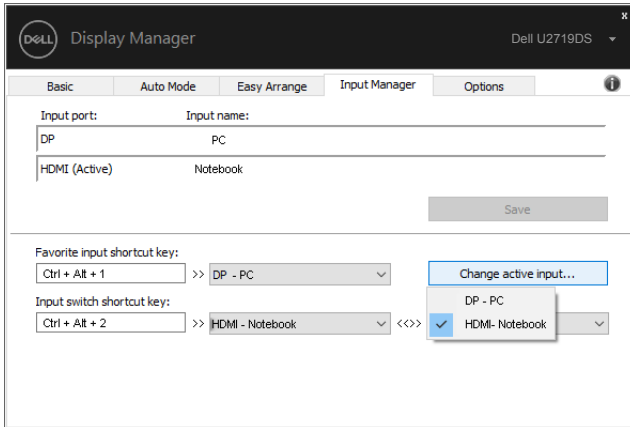 x
DELL Display Manager Dell U2719DS
Basic Auto Mode Easy Arrange Input Manager Options i
Input port: Input name:
DP PC
HDMI (Active) Notebook
Save
Favorite input shortcut key:
Ctrl + Alt + 1 >> DP - PC Change active input...
DP - PC
Input switch shortcut key:
Ctrl + Alt + 2 >> HDMI - Notebook <<>> HDMI- Notebook